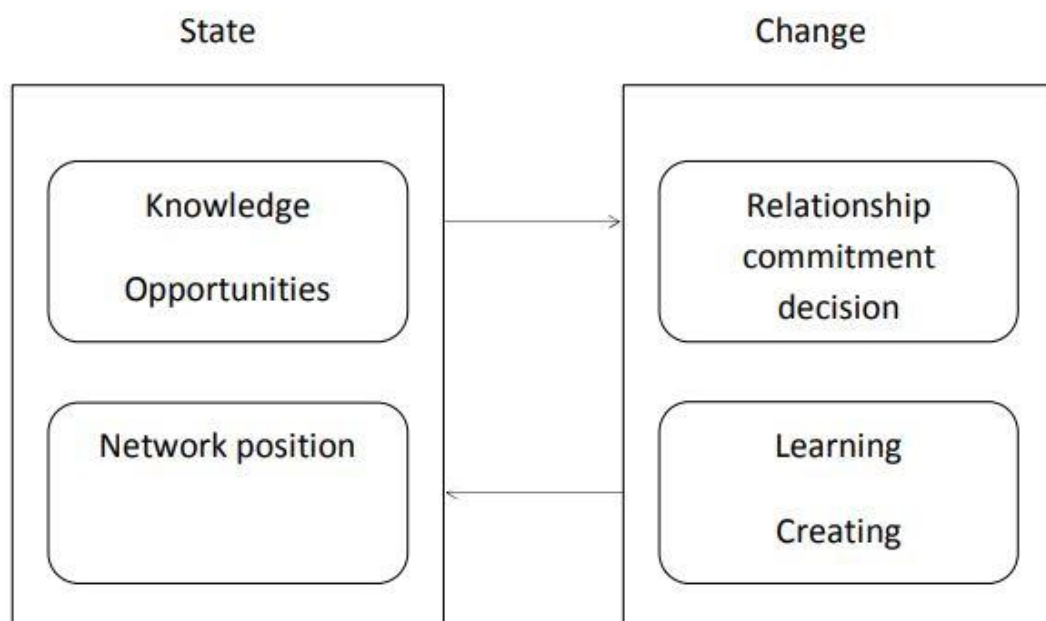 State
Change
Knowledge
Opportunities
Relationship
commitment
decision
Network position
Learning
Creating